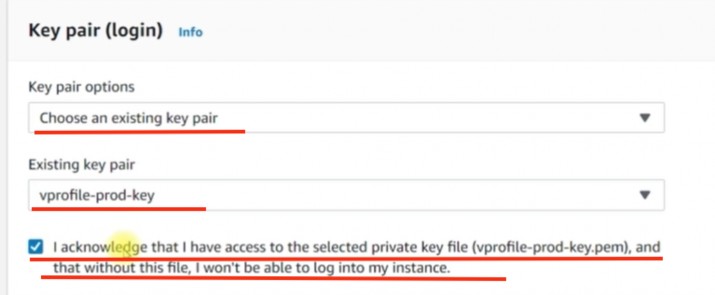 Key pair (login) Info
Key pair options
Choose an existing key pair
Existing key pair
vprofile-prod-key
I acknowledge that I have access to the selected private key file (vprofile-prod-key.pem), and
that without this file, I won't be able to log into my instance.